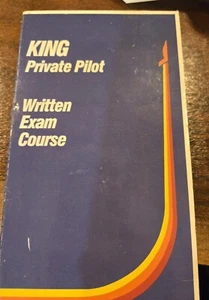 KING
Private Pilot
Written
Exam
Course